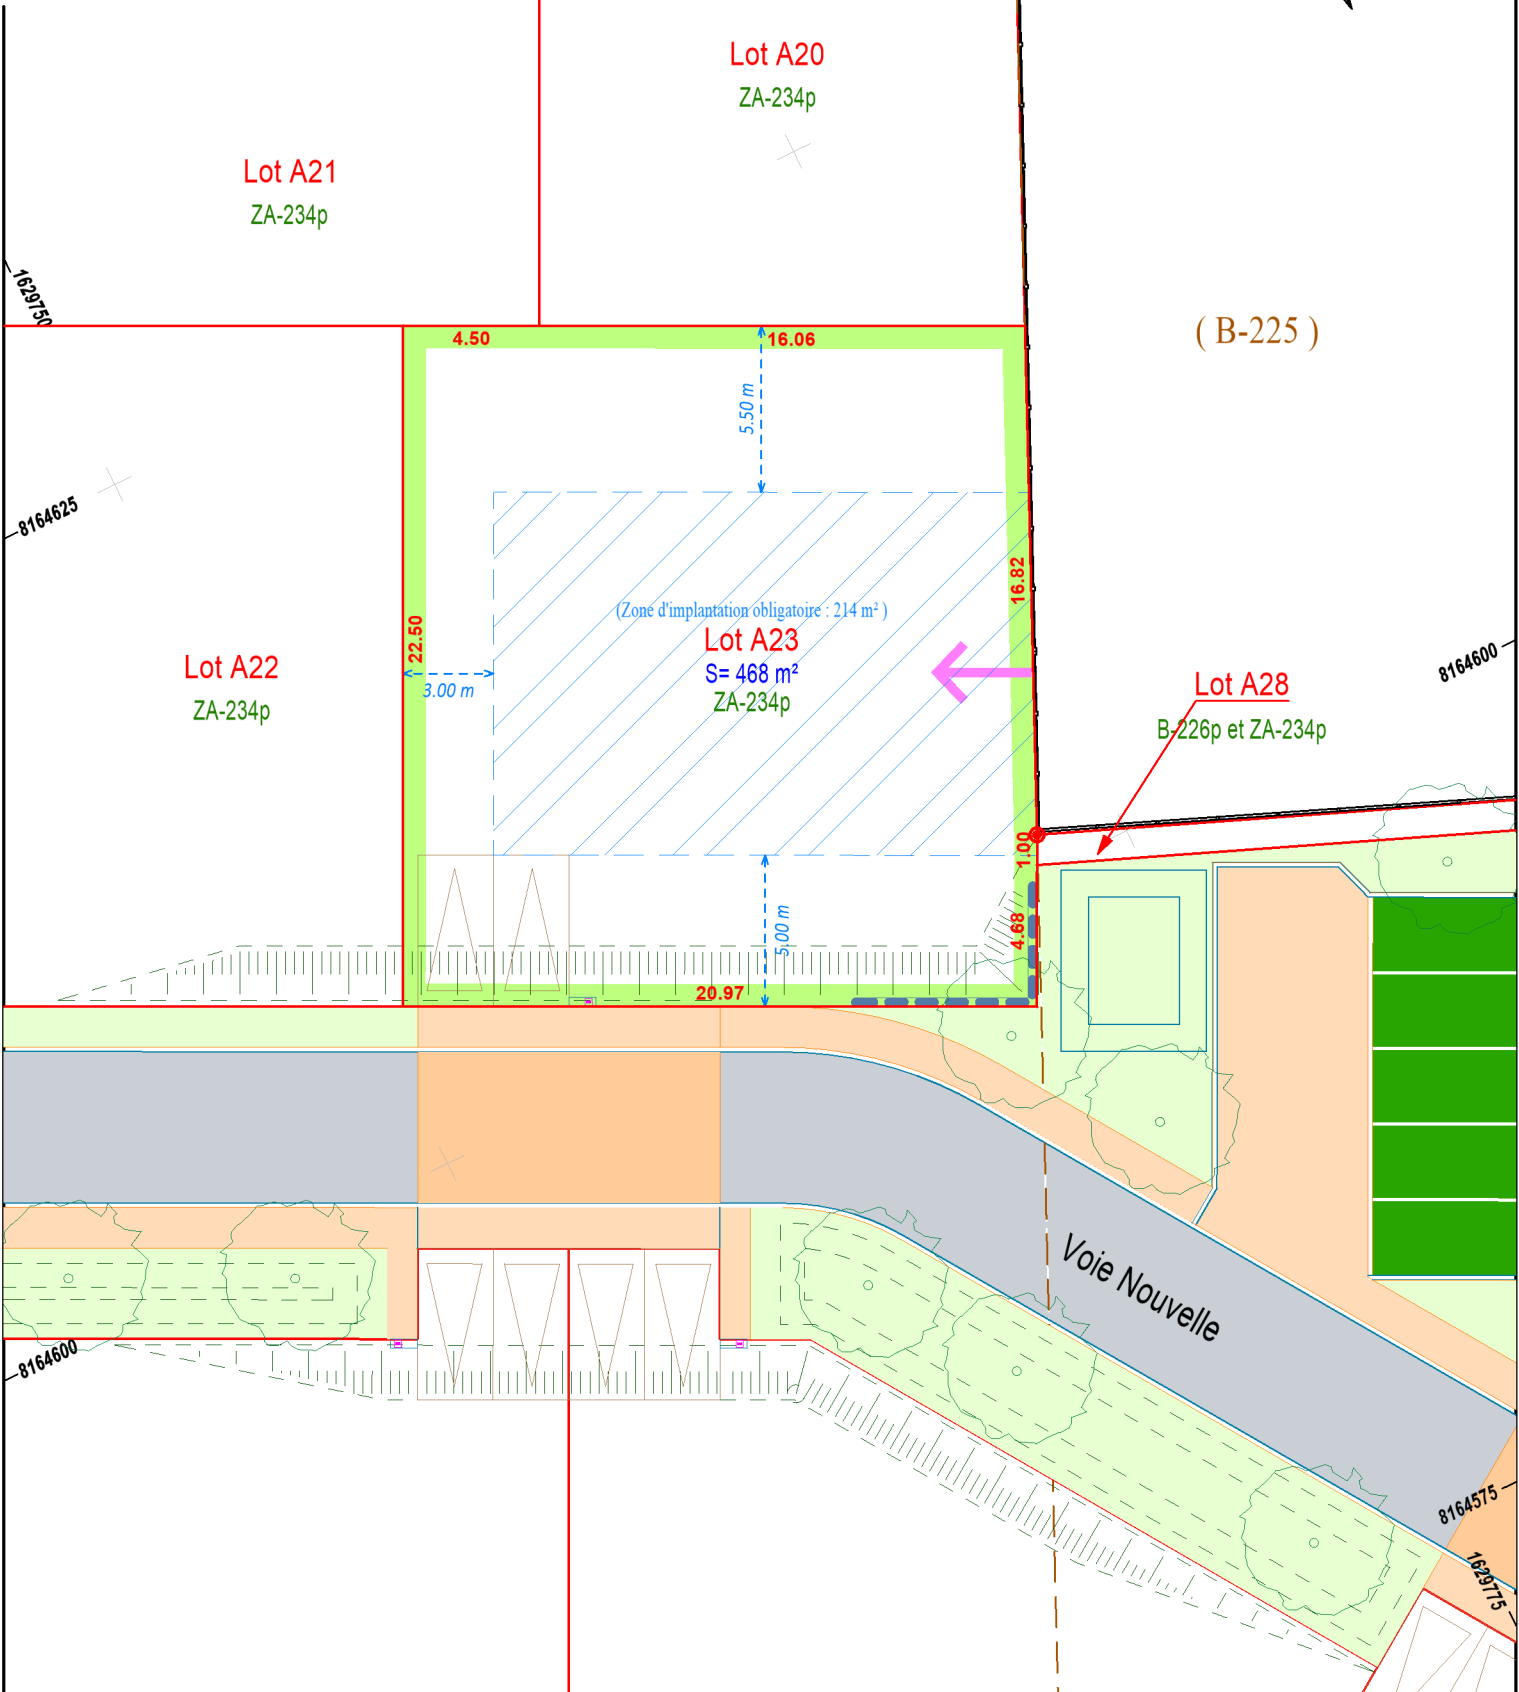 Lot A20
ZA-234p
Lot A21
ZA-234p
1629750
( B-225 )
4.50
16.06
5.50 m
8164625
16.82
(Zone d'implantation obligatoire : 214 m² )
22.50
Lot A23
S= 468 m²
ZA-234p
3.00 m
Lot A22
ZA-234p
8164600
Lot A28
B-226p et ZA-234p
1.00
4.68
5.00 m
20.97
Voie Nouvelle
8164600
8164575
1629775